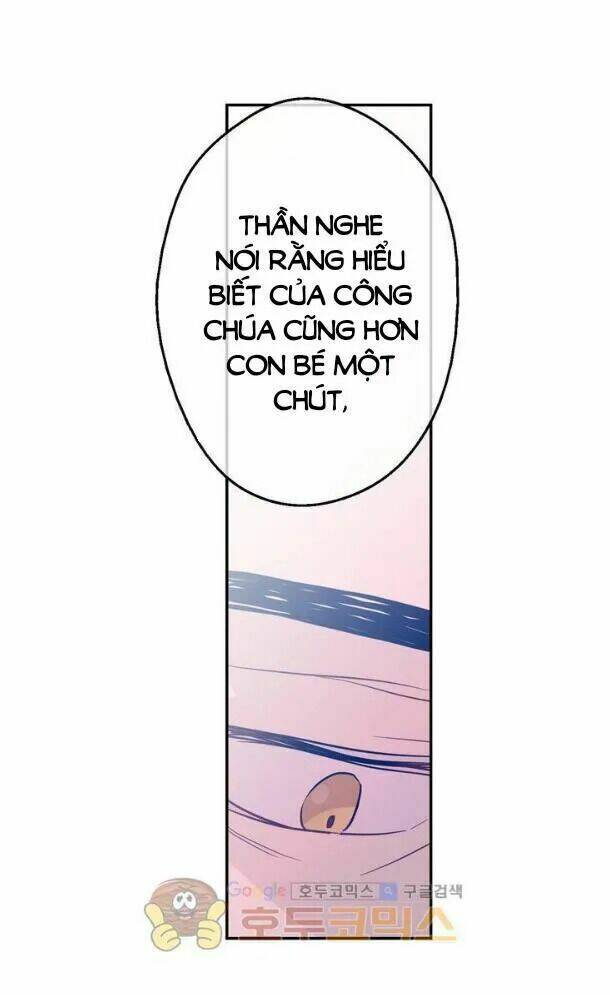 THẦN NGHE
NÓI RẰNG HIỂU
BIẾT CỦA CÔNG
CHÚA CŨNG HƠN
CON BÉ MỘT
CHÚT,
Google 호두코믹스 구글검색
호두코믹스